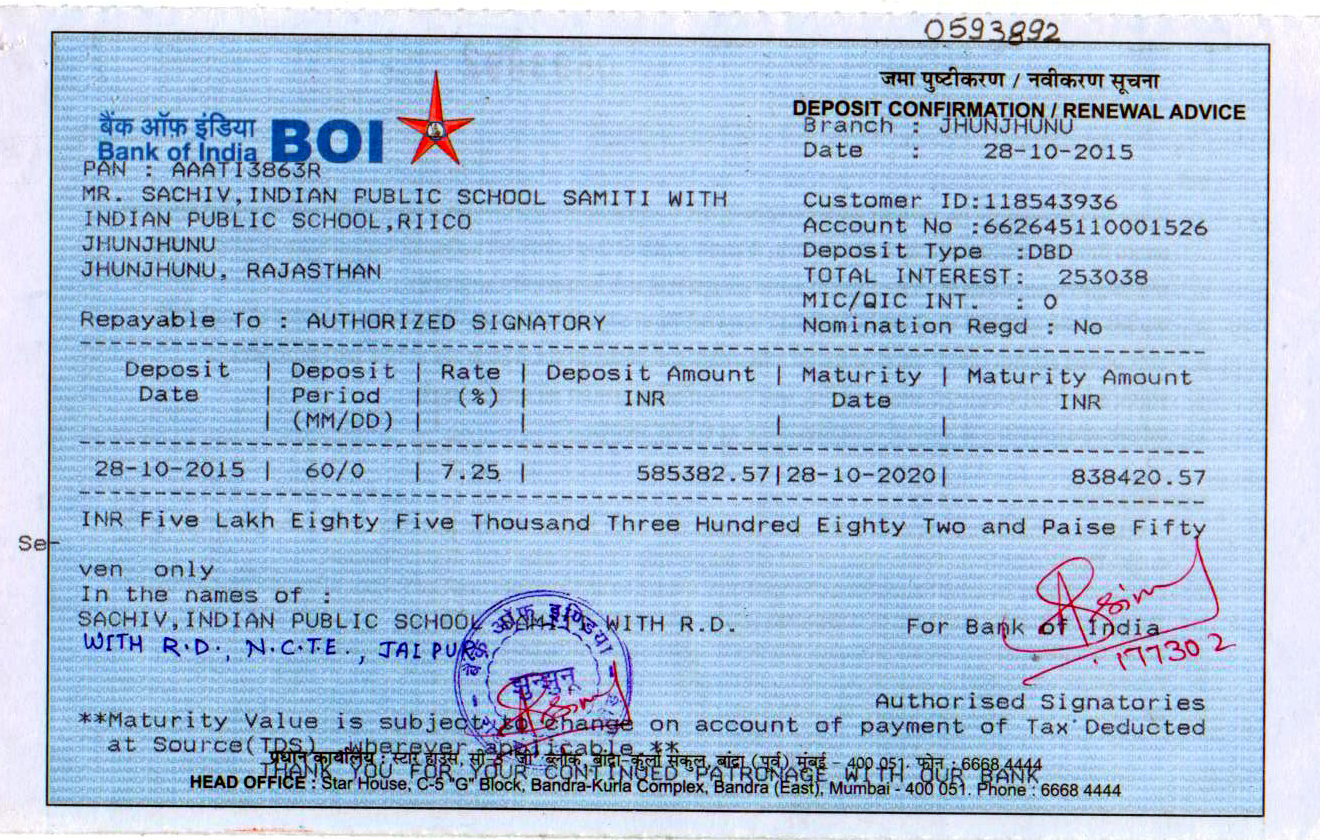 0593892
जमा पुष्टीकरण / नवीकरण सूचना
DEPOSIT CONFIRMATION / RENEWAL ADVICE
बैंक ऑफ़ इंडिया
Bank of India BOI
Branch : JHUNJHUNU
Date : 28-10-2015
PAN : AAATI3863R
MR. SACHIV,INDIAN PUBLIC SCHOOL SAMITI WITH
INDIAN PUBLIC SCHOOL,RIICO
JHUNJHUNU
JHUNJHUNU, RAJASTHAN
Customer ID:118543936
Account No :662645110001526
Deposit Type :DBD
TOTAL INTEREST: 253038
MIC/QIC INT. : 0
Repayable To : AUTHORIZED SIGNATORY
Nomination Regd : No
Deposit | Deposit | Rate | Deposit Amount | Maturity | Maturity Amount
Date | Period | (%) | INR Date INR
| (MM/DD) | | | |
28-10-2015 | 60/0 | 7.25 | 585382.57|28-10-2020| 838420.57
INR Five Lakh Eighty Five Thousand Three Hundred Eighty Two and Paise Fifty
Se-
ven only
In the names of :
SACHIV,INDIAN PUBLIC SCHOOL SAMITI WITH R.D.
WITH R.D., N.C.T.E., JAIPUR.
बैंक ऑफ इण्डिया
झुन्झुनू
For Bank of India
177302
Authorised Signatories
**Maturity Value is subject to change on account of payment of Tax Deducted
at Source(TDS) wherever applicable.**
प्रधान कार्यालय : स्टार हाउस, सी-5 "जी" ब्लॉक, बांद्रा-कुर्ला संकुल, बांद्रा (पूर्व) मुंबई - 400 051. फोन : 6668 4444
THANK YOU FOR YOUR CONTINUED PATRONAGE WITH OUR BANK
HEAD OFFICE : Star House, C-5 "G" Block, Bandra-Kurla Complex, Bandra (East), Mumbai - 400 051. Phone : 6668 4444